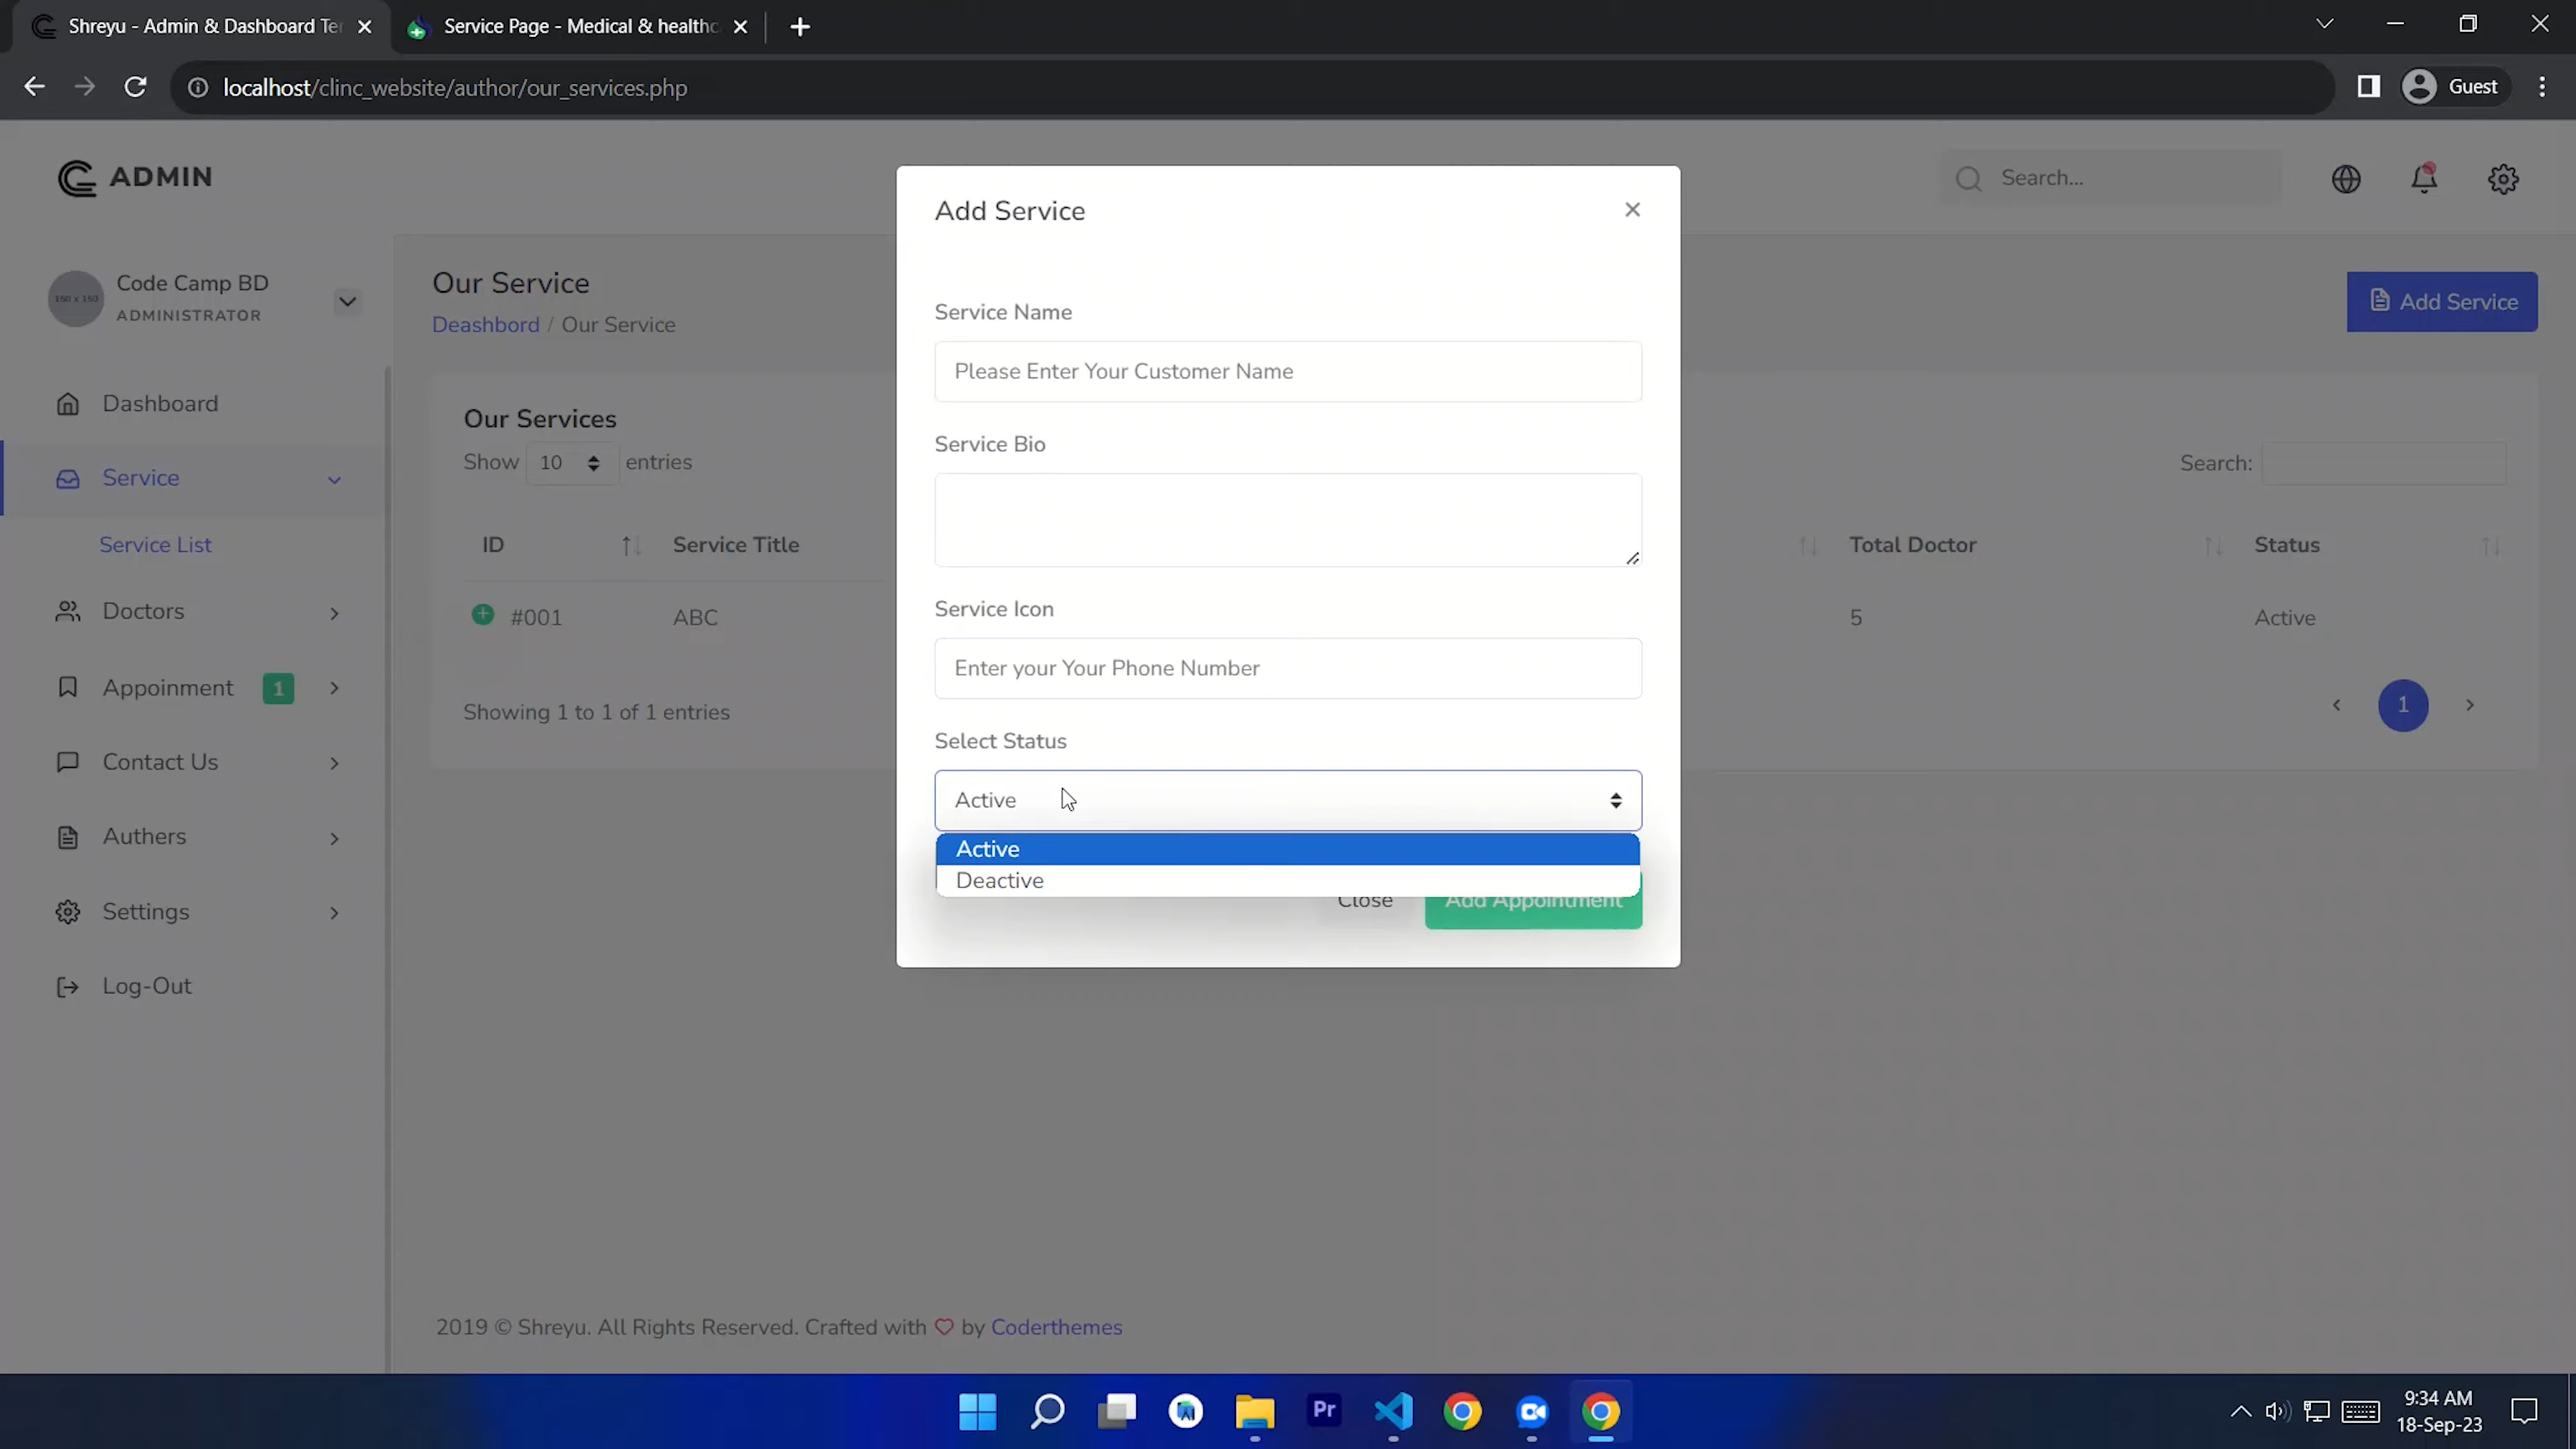 Shreyu - Admin & Dashboard Ter
Service Page - Medical & healthc
localhost/clinc_website/author/our_services.php
Guest
ADMIN
Search...
Code Camp BD
ADMINISTRATOR
150 x 150
Dashboard
Service
Service List
Doctors
Appoinment 1
Contact Us
Authers
Settings
Log-Out
Our Service
Deashbord / Our Service
Add Service
Our Services
Show 10 entries
Search:
ID Service Title Total Doctor Status
#001 ABC 5 Active
Showing 1 to 1 of 1 entries
1
Add Service
Service Name
Please Enter Your Customer Name
Service Bio
Service Icon
Enter your Your Phone Number
Select Status
Active
Active
Deactive
Close
Add Appointment
2019 © Shreyu. All Rights Reserved. Crafted with by Coderthemes
Pr
9:34 AM
18-Sep-23